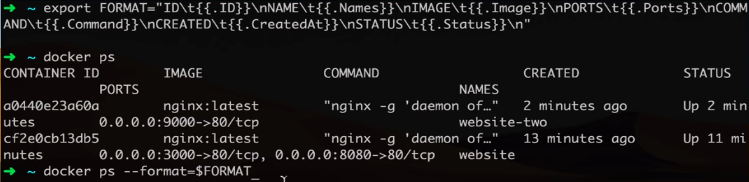 ➜  ~ export FORMAT="ID\t{{.ID}}\nNAME\t{{.Names}}\nIMAGE\t{{.Image}}\nPORTS\t{{.Ports}}\nCOMM
AND\t{{.Command}}\nCREATED\t{{.CreatedAt}}\nSTATUS\t{{.Status}}\n"
➜  ~ docker ps
CONTAINER ID        IMAGE               COMMAND                  CREATED             STATUS
PORTS                                            NAMES
a0440e23a60a        nginx:latest        "nginx -g 'daemon of…"   2 minutes ago       Up 2 min
utes        0.0.0.0:9000->80/tcp                         website-two
cf2e0cb13db5        nginx:latest        "nginx -g 'daemon of…"   13 minutes ago      Up 11 mi
nutes       0.0.0.0:3000->80/tcp, 0.0.0.0:8080->80/tcp   website
➜  ~ docker ps --format=$FORMAT_